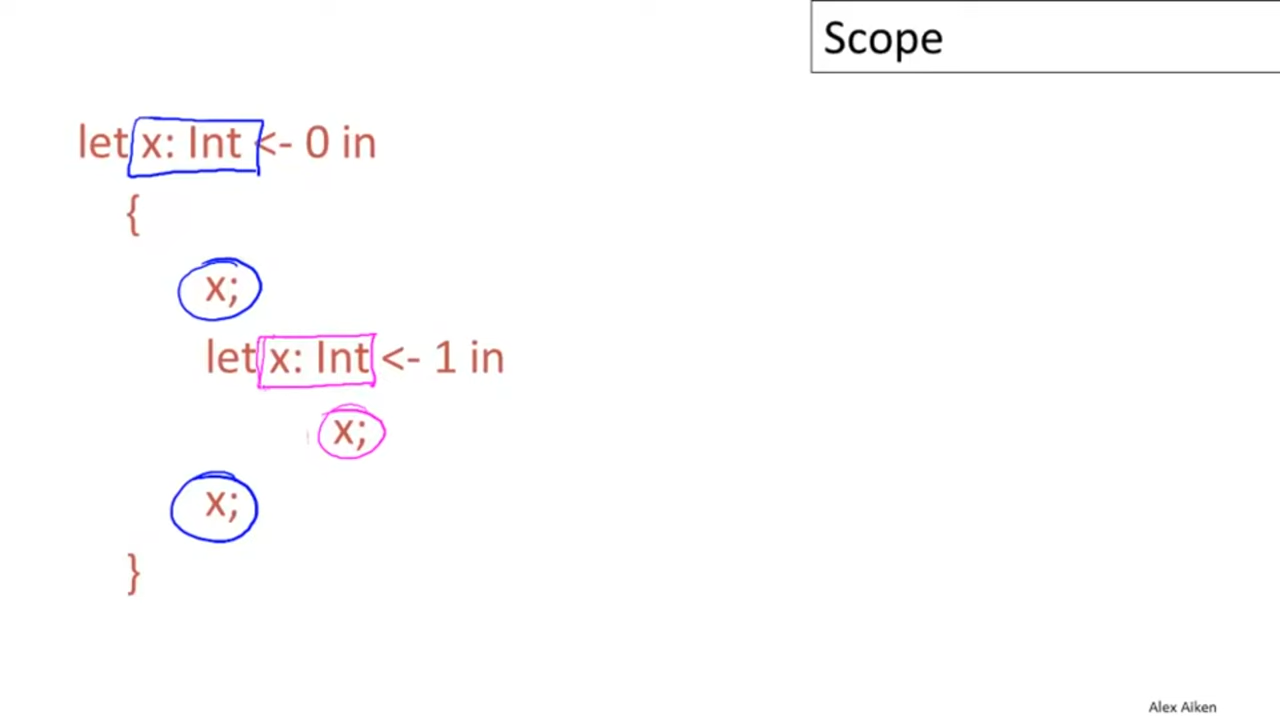 Scope
let x: Int <- 0 in
{
x;
let x: Int <- 1 in
x;
x;
}
Alex Aiken